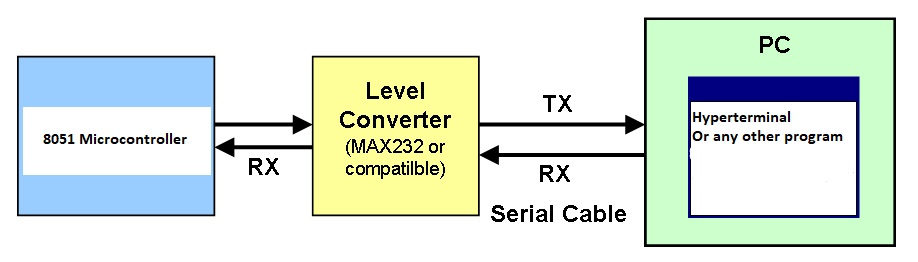 8051 Microcontroller
RX
Level
Converter
(MAX232 or
compatilble)
TX
RX
Serial Cable
PC
Hyperterminal
Or any other program